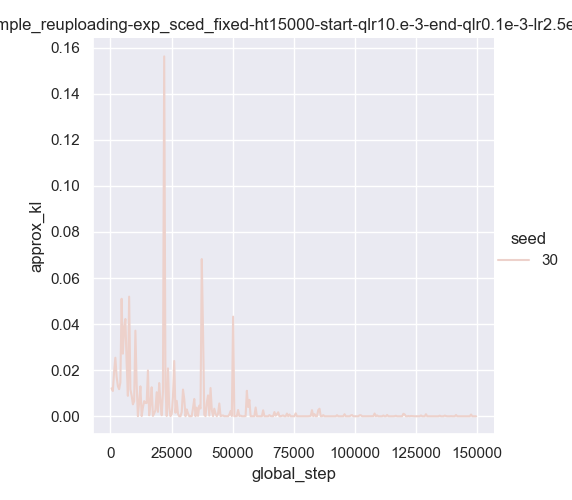 mple_reuploading-exp_sced_fixed-ht15000-start-qlr10.e-3-end-qlr0.1e-3-lr2.5e
0.16
0.14
0.12
0.10
0.08
0.06
0.04
0.02
0.00
approx_kl
0 25000 50000 75000 100000 125000 150000
global_step
seed
30